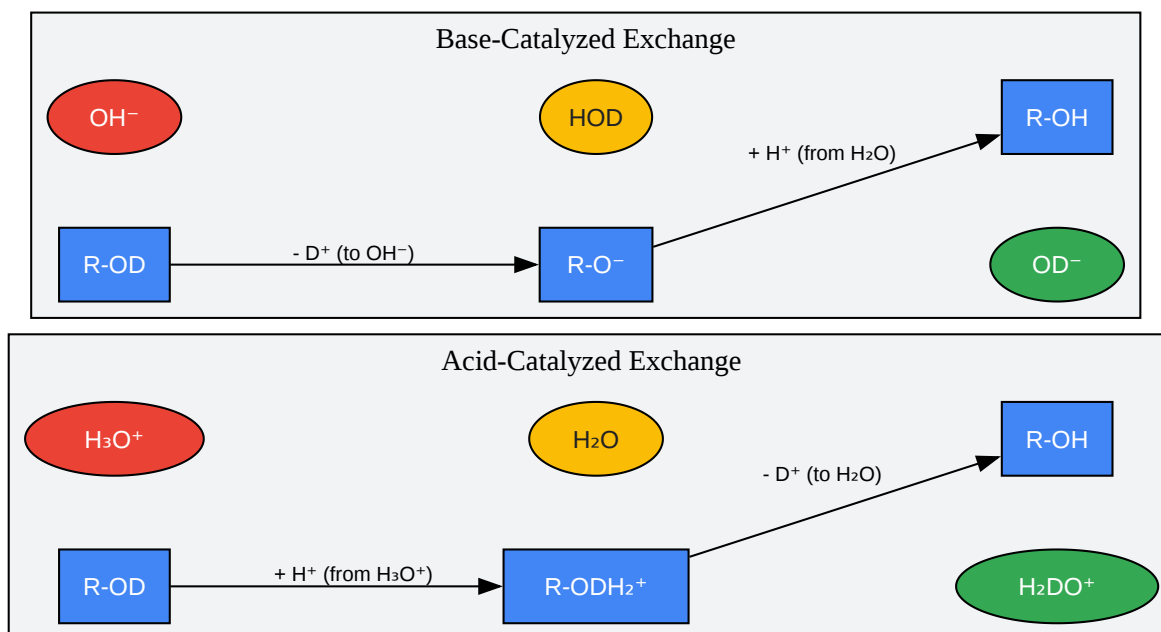 Base-Catalyzed Exchange
OH⁻
HOD
R-OH
+ H⁺ (from H₂O)
R-OD
- D⁺ (to OH⁻)
R-O⁻
OD⁻
Acid-Catalyzed Exchange
H₃O⁺
H₂O
R-OH
- D⁺ (to H₂O)
R-OD
+ H⁺ (from H₃O⁺)
R-ODH₂⁺
H₂DO⁺